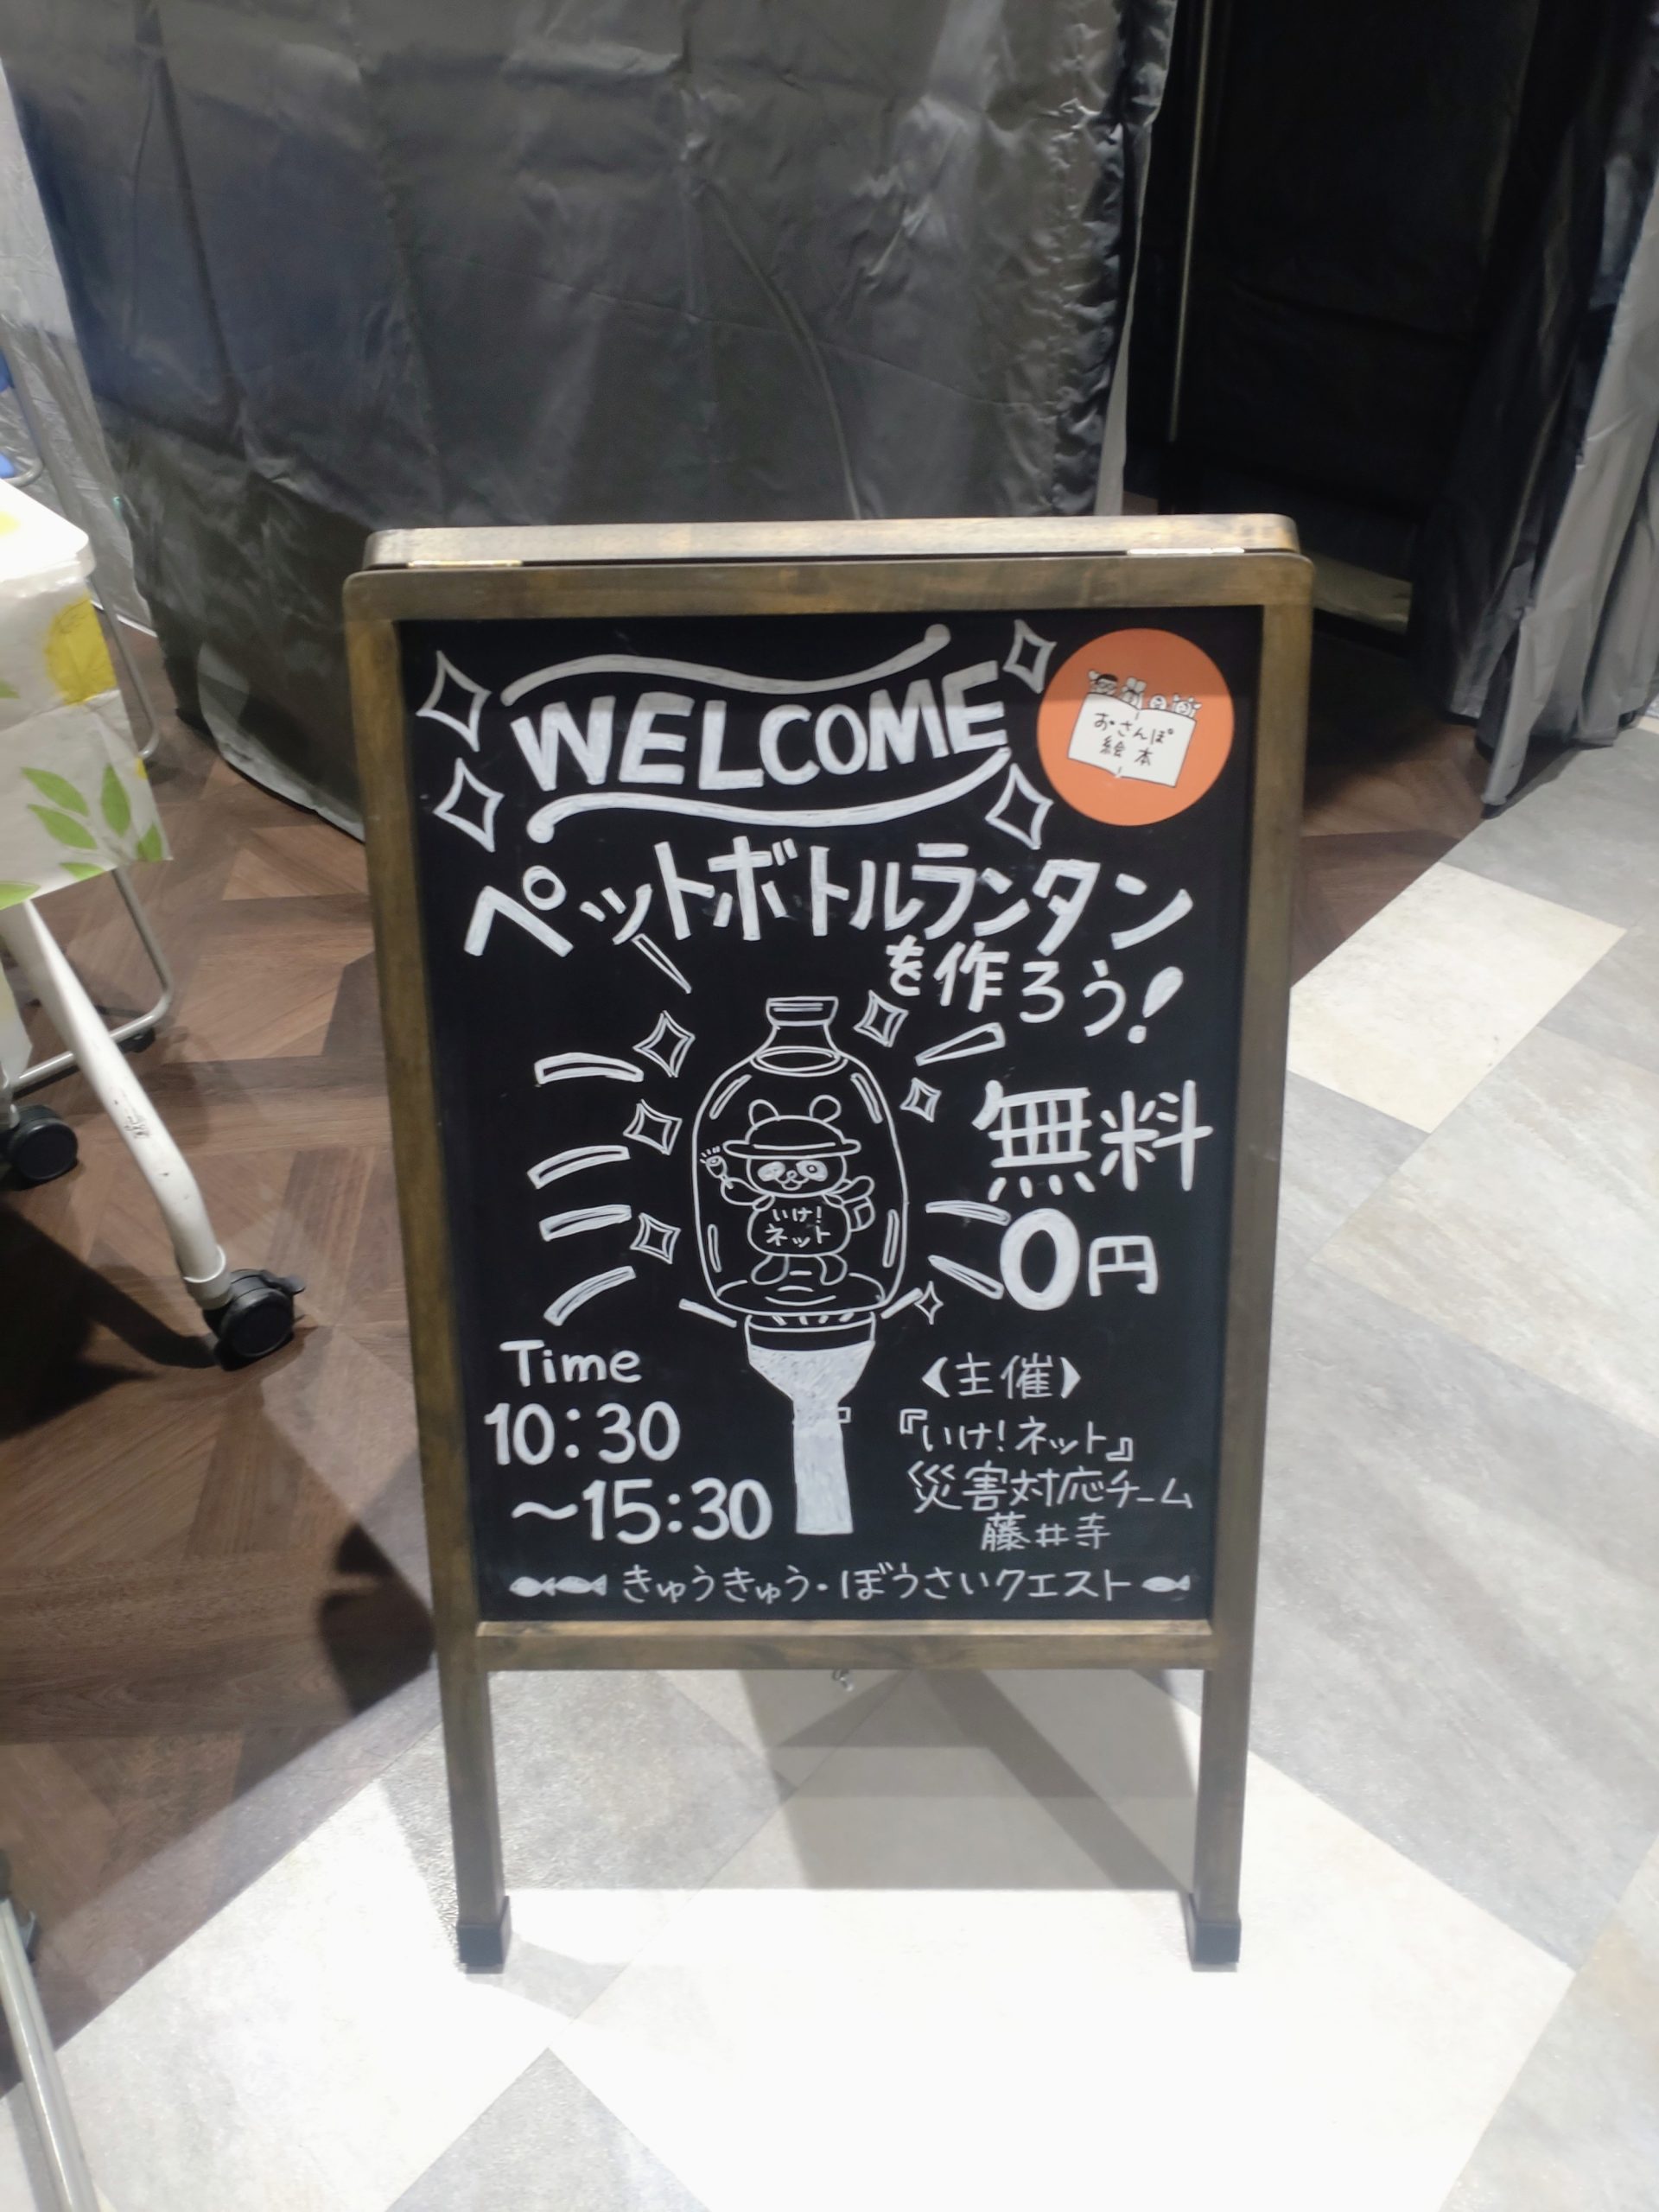 WELCOME
おさんぽ
絵本
ペットボトルランタン
を作ろう!
無料
0円
いけ!
ネット
Time
10:30
〜15:30
〈主催〉
『いけ!ネット』
災害対応チーム
藤井寺
きゅうきゅう・ぼうさいクエスト